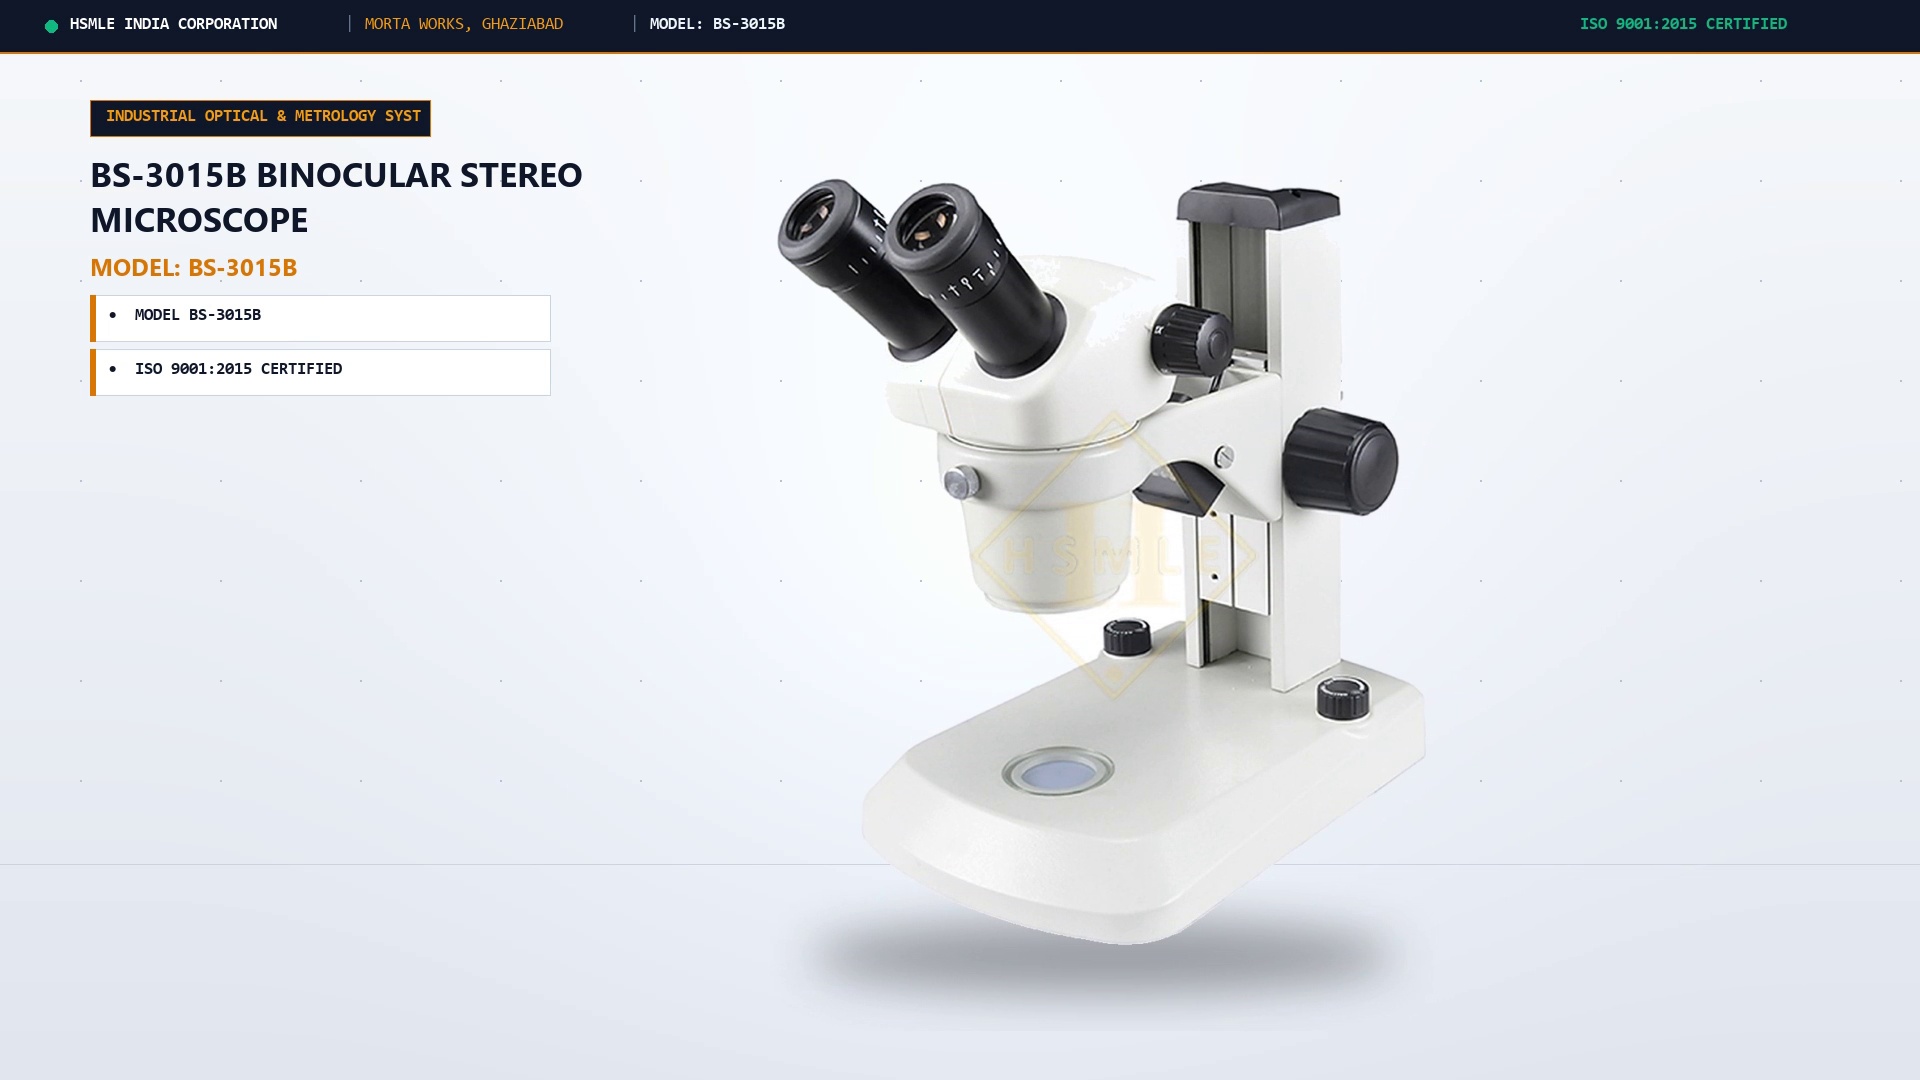 HSMLE INDIA CORPORATION
MORTA WORKS, GHAZIABAD
MODEL: BS-3015B
ISO 9001:2015 CERTIFIED
INDUSTRIAL OPTICAL & METROLOGY SYST
BS-3015B BINOCULAR STEREO
MICROSCOPE
MODEL: BS-3015B
• MODEL BS-3015B
• ISO 9001:2015 CERTIFIED
HSMLE